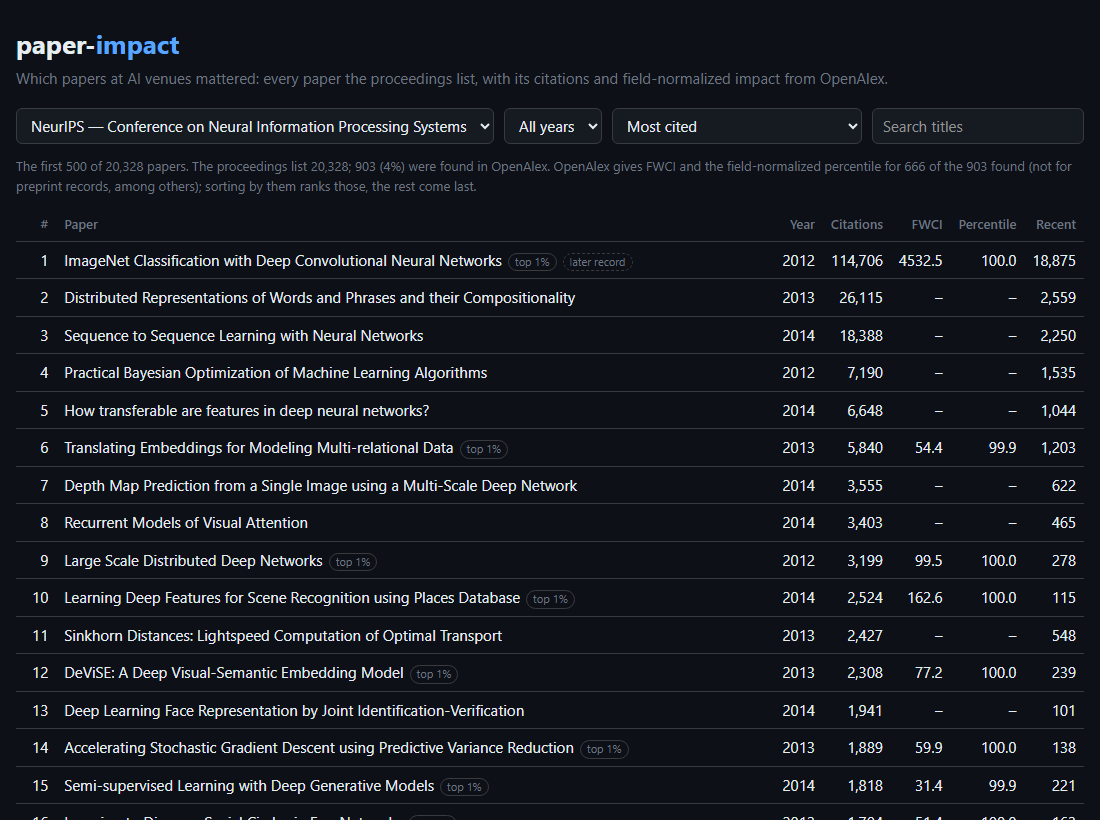 paper-impact
Which papers at AI venues mattered: every paper the proceedings list, with its citations and field-normalized impact from OpenAlex.
NeurIPS — Conference on Neural Information Processing Systems All years Most cited Search titles
The first 500 of 20,328 papers. The proceedings list 20,328; 903 (4%) were found in OpenAlex. OpenAlex gives FWCI and the field-normalized percentile for 666 of the 903 found (not for
preprint records, among others); sorting by them ranks those, the rest come last.
# Paper Year Citations FWCI Percentile Recent
1 ImageNet Classification with Deep Convolutional Neural Networks top 1% later record 2012 114,706 4532.5 100.0 18,875
2 Distributed Representations of Words and Phrases and their Compositionality 2013 26,115 – – 2,559
3 Sequence to Sequence Learning with Neural Networks 2014 18,388 – – 2,250
4 Practical Bayesian Optimization of Machine Learning Algorithms 2012 7,190 – – 1,535
5 How transferable are features in deep neural networks? 2014 6,648 – – 1,044
6 Translating Embeddings for Modeling Multi-relational Data top 1% 2013 5,840 54.4 99.9 1,203
7 Depth Map Prediction from a Single Image using a Multi-Scale Deep Network 2014 3,555 – – 622
8 Recurrent Models of Visual Attention 2014 3,403 – – 465
9 Large Scale Distributed Deep Networks top 1% 2012 3,199 99.5 100.0 278
10 Learning Deep Features for Scene Recognition using Places Database top 1% 2014 2,524 162.6 100.0 115
11 Sinkhorn Distances: Lightspeed Computation of Optimal Transport 2013 2,427 – – 548
12 DeViSE: A Deep Visual-Semantic Embedding Model top 1% 2013 2,308 77.2 100.0 239
13 Deep Learning Face Representation by Joint Identification-Verification 2014 1,941 – – 101
14 Accelerating Stochastic Gradient Descent using Predictive Variance Reduction top 1% 2013 1,889 59.9 100.0 138
15 Semi-supervised Learning with Deep Generative Models top 1% 2014 1,818 31.4 99.9 221